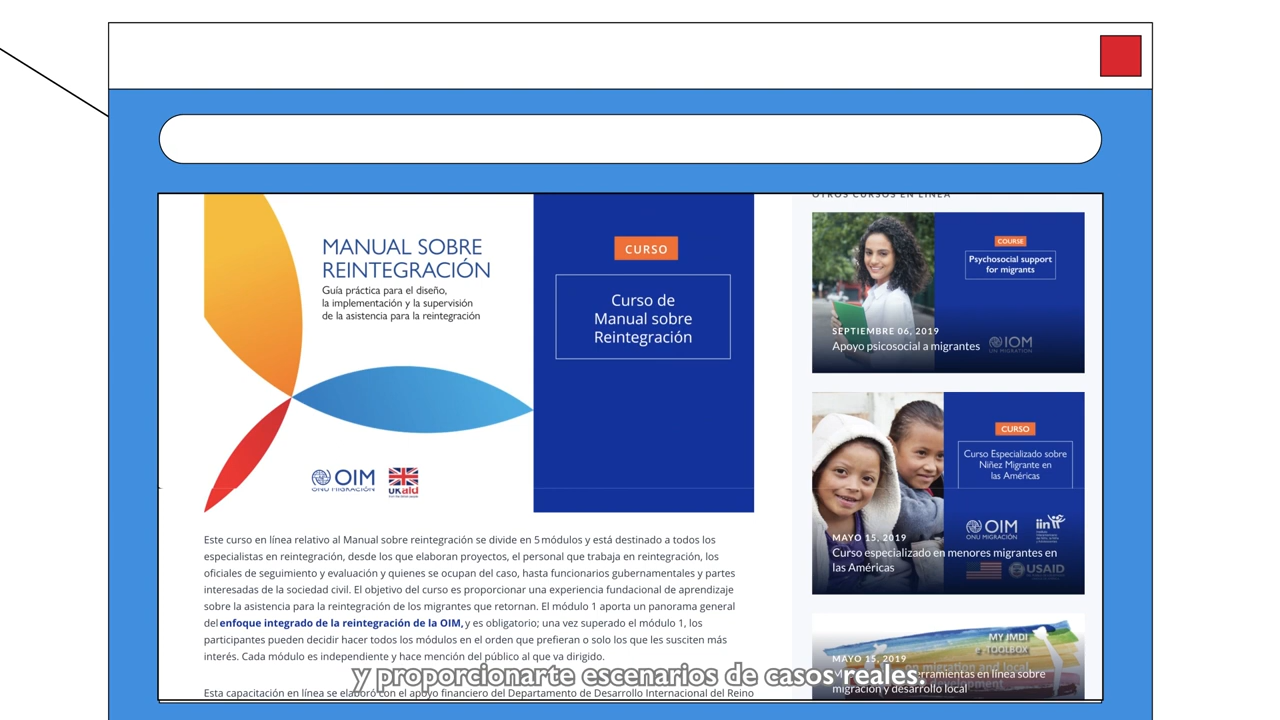 MANUAL SOBRE
REINTEGRACIÓN
Guía práctica para el diseño,
la implementación y la supervisión
de la asistencia para la reintegración
OIM
ONU MIGRACIÓN
UKaid
CURSO
Curso de
Manual sobre
Reintegración
Este curso en línea relativo al Manual sobre reintegración se divide en 5 módulos y está destinado a todos los
especialistas en reintegración, desde los que elaboran proyectos, el personal que trabaja en reintegración, los
oficiales de seguimiento y evaluación y quienes se ocupan del caso, hasta funcionarios gubernamentales y partes
interesadas de la sociedad civil. El objetivo del curso es proporcionar una experiencia fundacional de aprendizaje
sobre la asistencia para la reintegración de los migrantes que retornan. El módulo 1 aporta un panorama general
del enfoque integrado de la reintegración de la OIM, y es obligatorio; una vez superado el módulo 1, los
participantes pueden decidir hacer todos los módulos en el orden que prefieran o solo los que les susciten más
interés. Cada módulo es independiente y hace mención del público al que va dirigido.
Esta capacitación en línea se elaboró con el apoyo financiero del Departamento de Desarrollo Internacional del Reino
OTROS CURSOS EN LÍNEA
COURSE
Psychosocial support
for migrants
SEPTIEMBRE 06, 2019
Apoyo psicosocial a migrantes
IOM
UN MIGRATION
CURSO
Curso Especializado sobre
Niñez Migrante en
las Américas
OIM
ONU MIGRACIÓN
iin
MAYO 15, 2019
Curso especializado en menores migrantes en
las Américas
USAID
MY JMDI
E-TOOLBOX
MAYO 15, 2019
on migration and local
development
erramientas en línea sobre
migración y desarrollo local
y proporcionarte escenarios de casos reales.